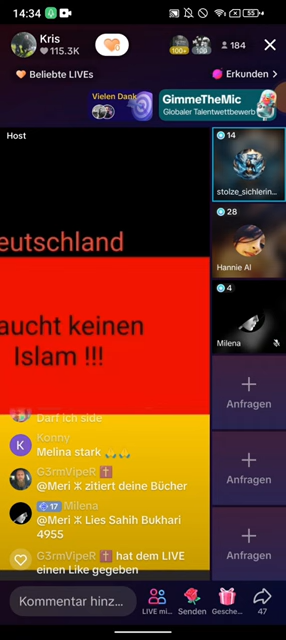 14:34
55
Kris
115.3K
100+
100
184
Beliebte LIVEs
Erkunden >
Vielen Dank
GimmeTheMic
Globaler Talentwettbewerb
Host
14
stolze_sichlerin...
28
Hannie Al
4
Milena
eutschland
aucht keinen
Islam !!!
Anfragen
Anfragen
Anfragen
Darf ich side
Konny
Melina stark 🙏🙏
G3rmVipeR ✝️
@Meri ⵣ zitiert deine Bücher
17 Milena
@Meri ⵣ Lies Sahih Bukhari
4955
G3rmVipeR ✝️ hat dem LIVE
einen Like gegeben
Kommentar hinz...
LIVE mi...
Senden
Gesche...
47